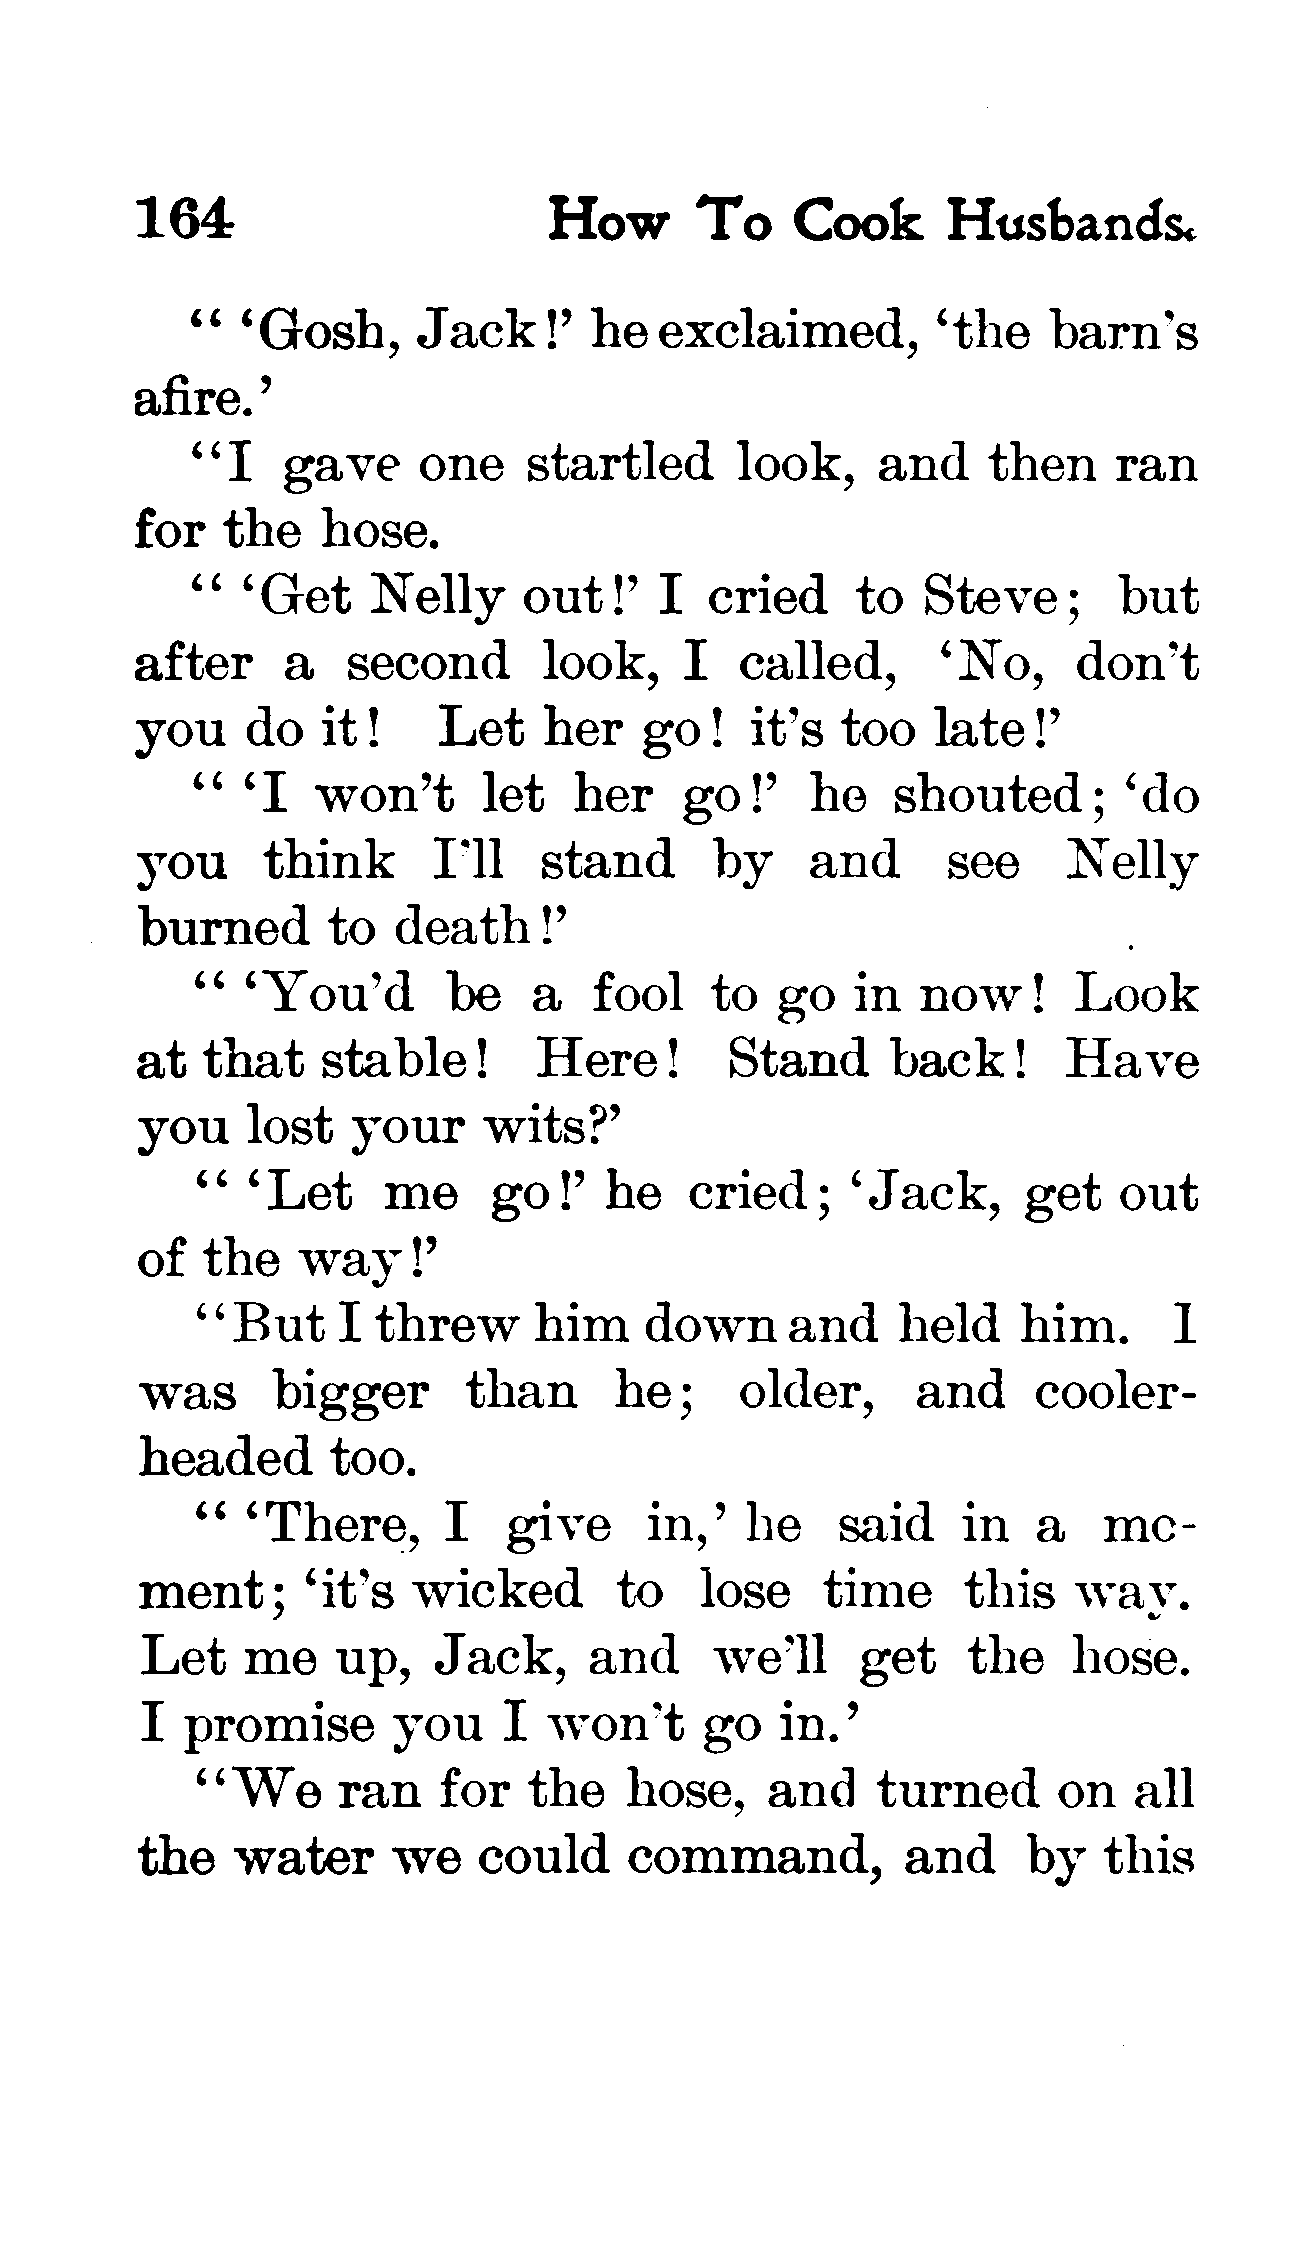 164 How To Cook Husbands.
“ ‘Gosh, Jack!’ he exclaimed, ‘the barn’s
afire.’
“I gave one startled look, and then ran
for the hose.
“ ‘Get Nelly out!’ I cried to Steve; but
after a second look, I called, ‘No, don’t
you do it! Let her go! it’s too late!’
“ ‘I won’t let her go!’ he shouted; ‘do
you think I’ll stand by and see Nelly
burned to death!’
“ ‘You’d be a fool to go in now! Look
at that stable! Here! Stand back! Have
you lost your wits?’
“ ‘Let me go!’ he cried; ‘Jack, get out
of the way!’
“But I threw him down and held him. I
was bigger than he; older, and cooler-
headed too.
“ ‘There, I give in,’ he said in a mo-
ment; ‘it’s wicked to lose time this way.
Let me up, Jack, and we’ll get the hose.
I promise you I won’t go in.’
“We ran for the hose, and turned on all
the water we could command, and by this